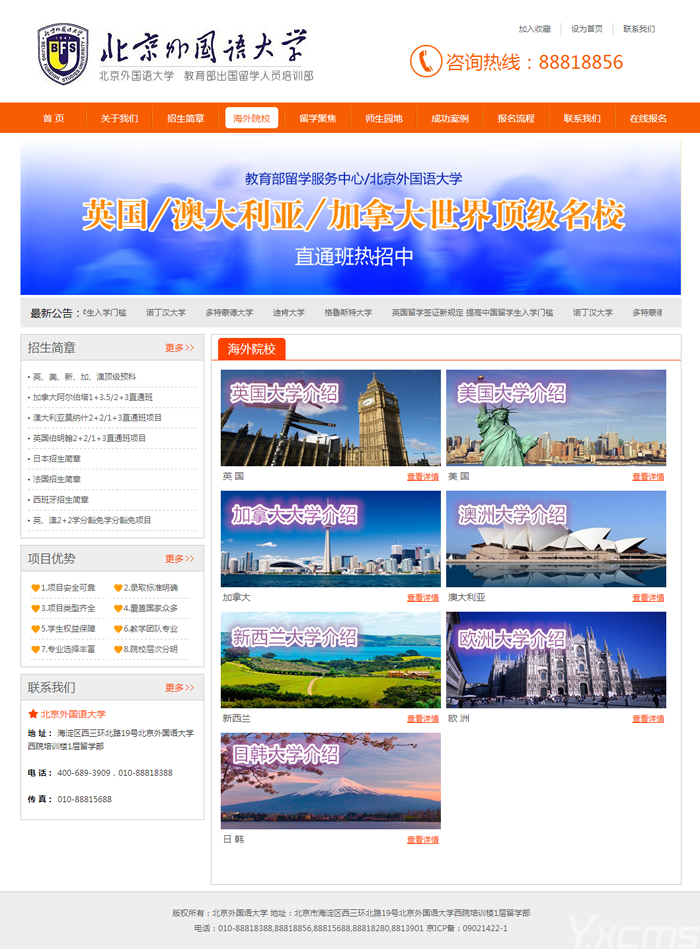 加入收藏 设为首页 联系我们
BFS
1941
北京外国语大学
北京外国语大学 教育部出国留学人员培训部
咨询热线：88818856
首 页 关于我们 招生简章 海外院校 留学聚焦 师生园地 成功案例 报名流程 联系我们 在线报名
教育部留学服务中心/北京外国语大学
英国/澳大利亚/加拿大世界顶级名校
直通班热招中
最新公告： 生入学门槛 诺丁汉大学 多特蒙德大学 迪肯大学 格鲁斯特大学 英国留学签证新规定 提高中国留学生入学门槛 诺丁汉大学 多特蒙德
招生简章 更多>>
· 英、美、新、加、澳顶级预科
· 加拿大阿尔伯塔1+3.5/2+3直通班
· 澳大利亚莫纳什2+2/1+3直通班项目
· 英国伯明翰2+2/1+3直通班项目
· 日本招生简章
· 法国招生简章
· 西班牙招生简章
· 英、澳2+2学分豁免学分豁免项目
项目优势 更多>>
1.项目安全可靠 2.录取标准明确
3.项目类型齐全 4.覆盖国家众多
5.学生权益保障 6.教学团队专业
7.专业选择丰富 8.院校层次分明
联系我们 更多>>
北京外国语大学
地 址： 海淀区西三环北路19号北京外国语大学
西院培训楼1层留学部
电 话： 400-689-3909，010-88818388
传 真： 010-88815688
海外院校
英国大学介绍 美国大学介绍
英 国 查看详情 美 国 查看详情
加拿大大学介绍 澳洲大学介绍
加拿大 查看详情 澳大利亚 查看详情
新西兰大学介绍 欧洲大学介绍
新西兰 查看详情 欧 洲 查看详情
日韩大学介绍
日 韩 查看详情
版权所有：北京外国语大学 地址：北京市海淀区西三环北路19号北京外国语大学西院培训楼1层留学部
电话：010-88818388,88818856,88815688,88818280,8813901 京ICP备：09021422-1
Yxcms